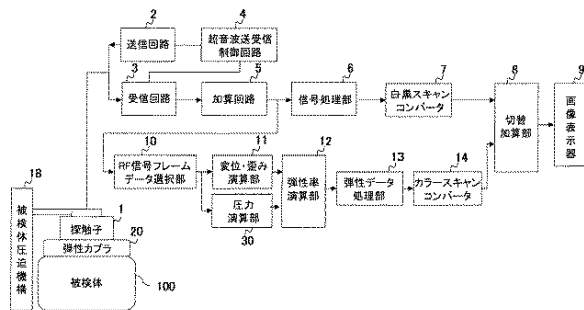 2
4
送信回路
超音波送受信
制御回路
3
5
6
7
8
9
受信回路
加算回路
信号処理部
白黒スキャン
コンバータ
切替
加算部
画像表示器
10
11
12
13
14
RF信号フレーム
データ選択部
変位・歪み
演算部
弾性率
演算部
弾性データ
処理部
カラースキャン
コンバータ
圧力
演算部
30
18
被検体圧迫機構
1
探触子
20
弾性カプラ
被検体
100